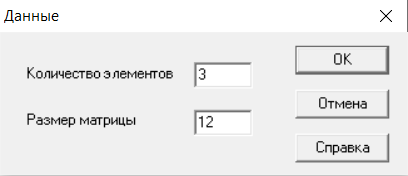 Данные
Количество элементов 3
OK
Отмена
Размер матрицы 12
Справка